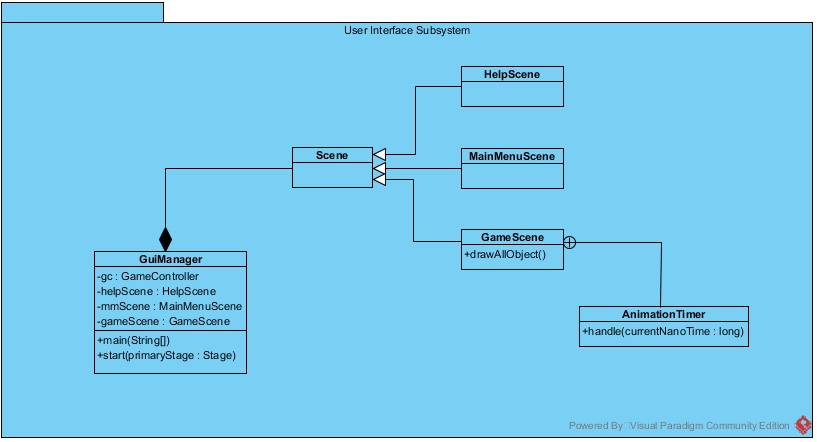 User Interface Subsystem
HelpScene
Scene
MainMenuScene
GameScene
+drawAllObject()
GuiManager
-gc : GameController
-helpScene : HelpScene
-mmScene : MainMenuScene
-gameScene : GameScene
+main(String[])
+start(primaryStage : Stage)
AnimationTimer
+handle(currentNanoTime : long)
Powered By Visual Paradigm Community Edition